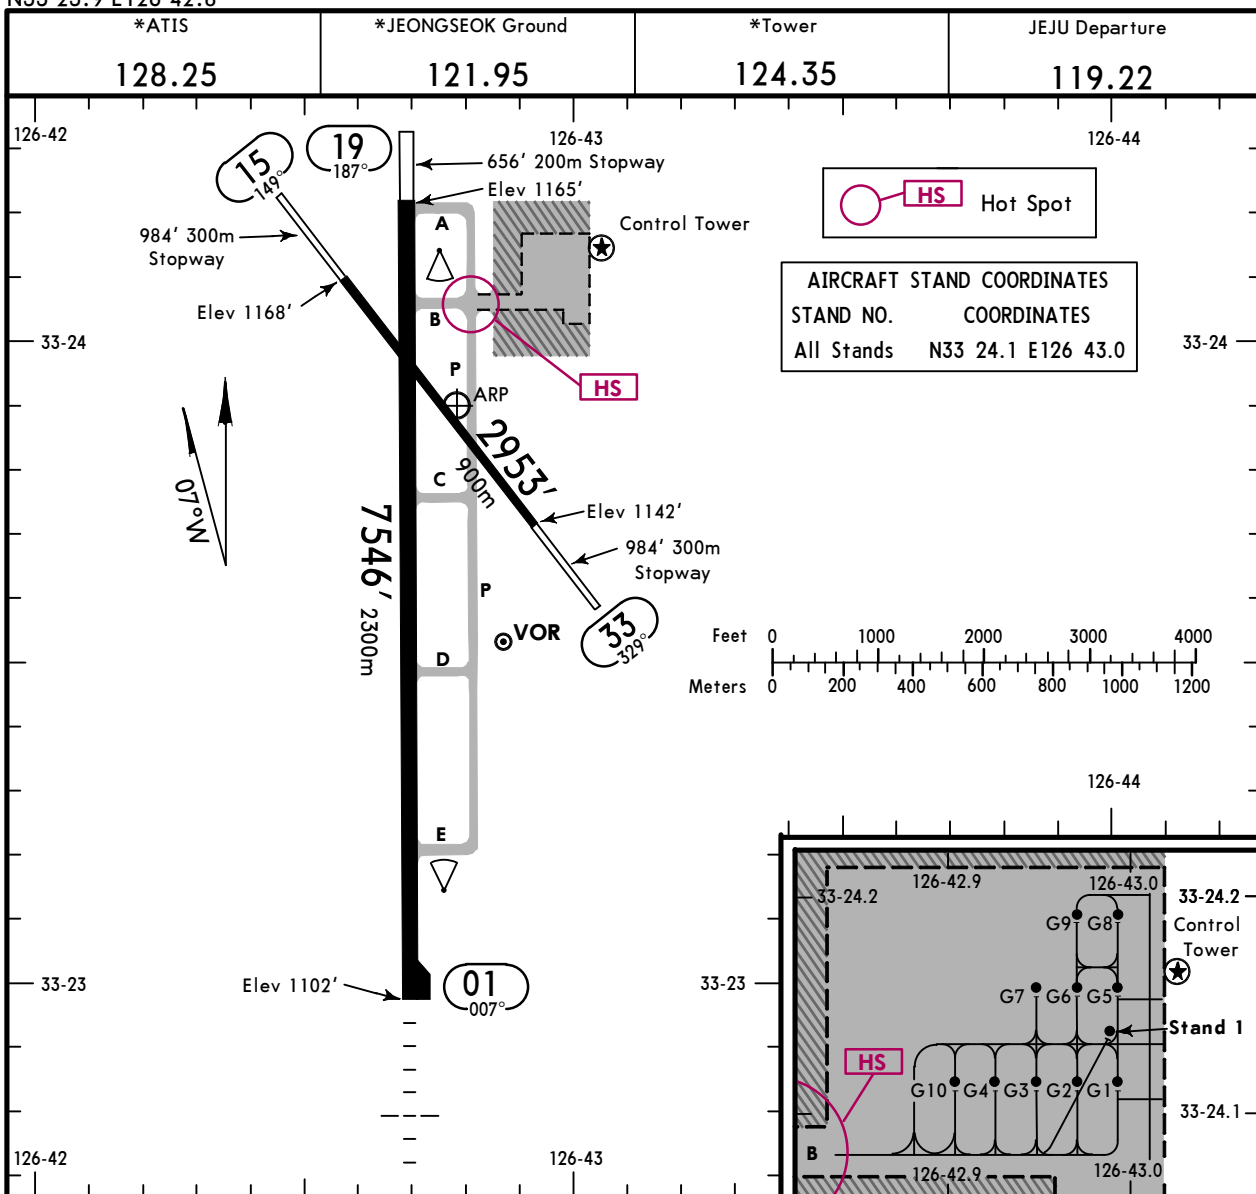 N33 23.9 E126 42.8
*ATIS
128.25
*JEONGSEOK Ground
121.95
*Tower
124.35
JEJU Departure
119.22
126-42
126-43
126-44
15
149°
19
187°
656' 200m Stopway
Elev 1165'
984' 300m
Stopway
Elev 1168'
A
Control Tower
B
HS
P
ARP
HS Hot Spot
AIRCRAFT STAND COORDINATES
STAND NO. COORDINATES
All Stands N33 24.1 E126 43.0
33-24
33-24
07°W
2953'
900m
C
Elev 1142'
984' 300m
Stopway
7546'
2300m
P
VOR
33
329°
D
Feet 0 1000 2000 3000 4000
Meters 0 200 400 600 800 1000 1200
E
126-44
33-23
Elev 1102'
01
007°
33-23
126-42
126-43
126-42.9
126-43.0
33-24.2
33-24.2
Control
Tower
G9
G8
G7
G6
G5
Stand 1
HS
G10
G4
G3
G2
G1
33-24.1
B
126-42.9
126-43.0